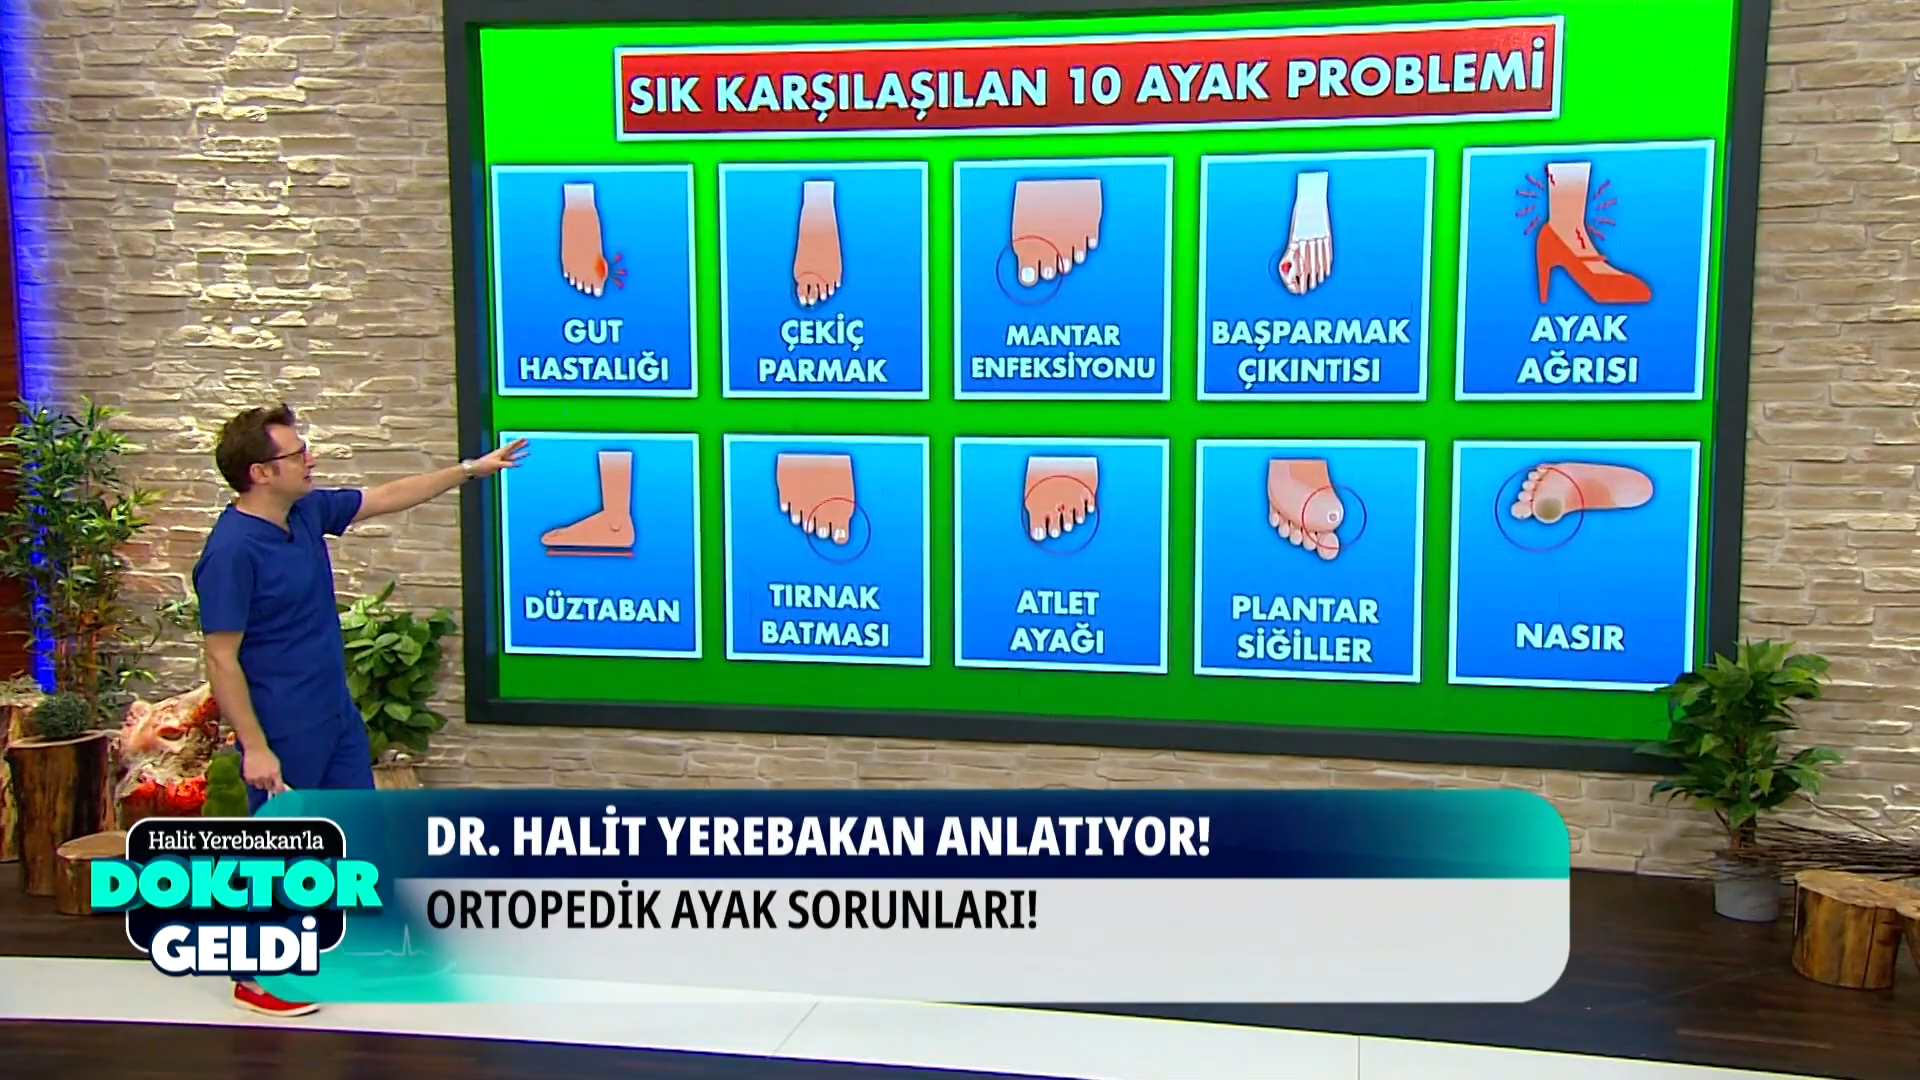 SIK KARŞILAŞILAN 10 AYAK PROBLEMİ
GUT
HASTALIĞI
ÇEKİÇ
PARMAK
MANTAR
ENFEKSİYONU
BAŞPARMAK
ÇIKINTISI
AYAK
AĞRISI
DÜZTABAN
TIRNAK
BATMASI
ATLET
AYAĞI
PLANTAR
SİĞİLLER
NASIR
Halit Yerebakan'la
DOKTOR
GELDİ
DR. HALİT YEREBAKAN ANLATIYOR!
ORTOPEDİK AYAK SORUNLARI!